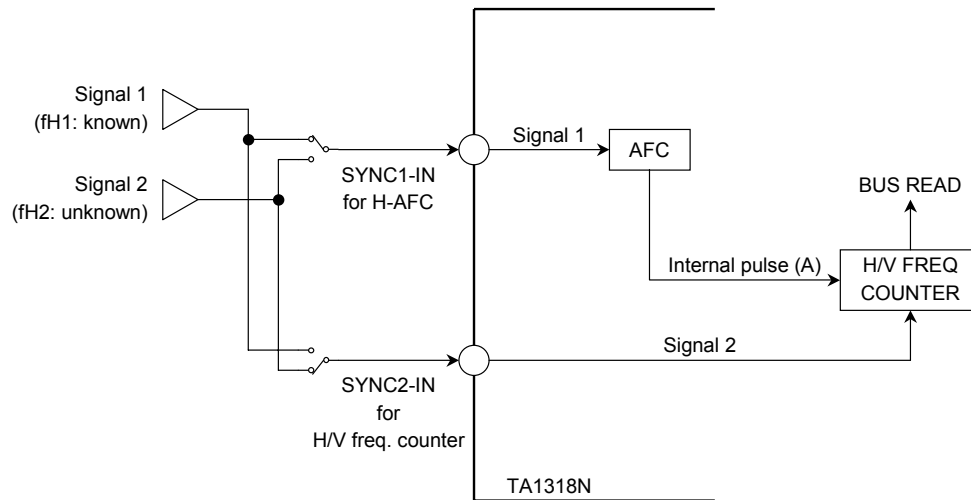 Signal 1
(fH1: known)
Signal 2
(fH2: unknown)
SYNC1-IN
for H-AFC
Signal 1
AFC
BUS READ
Internal pulse (A)
H/V FREQ
COUNTER
Signal 2
SYNC2-IN
for
H/V freq. counter
TA1318N